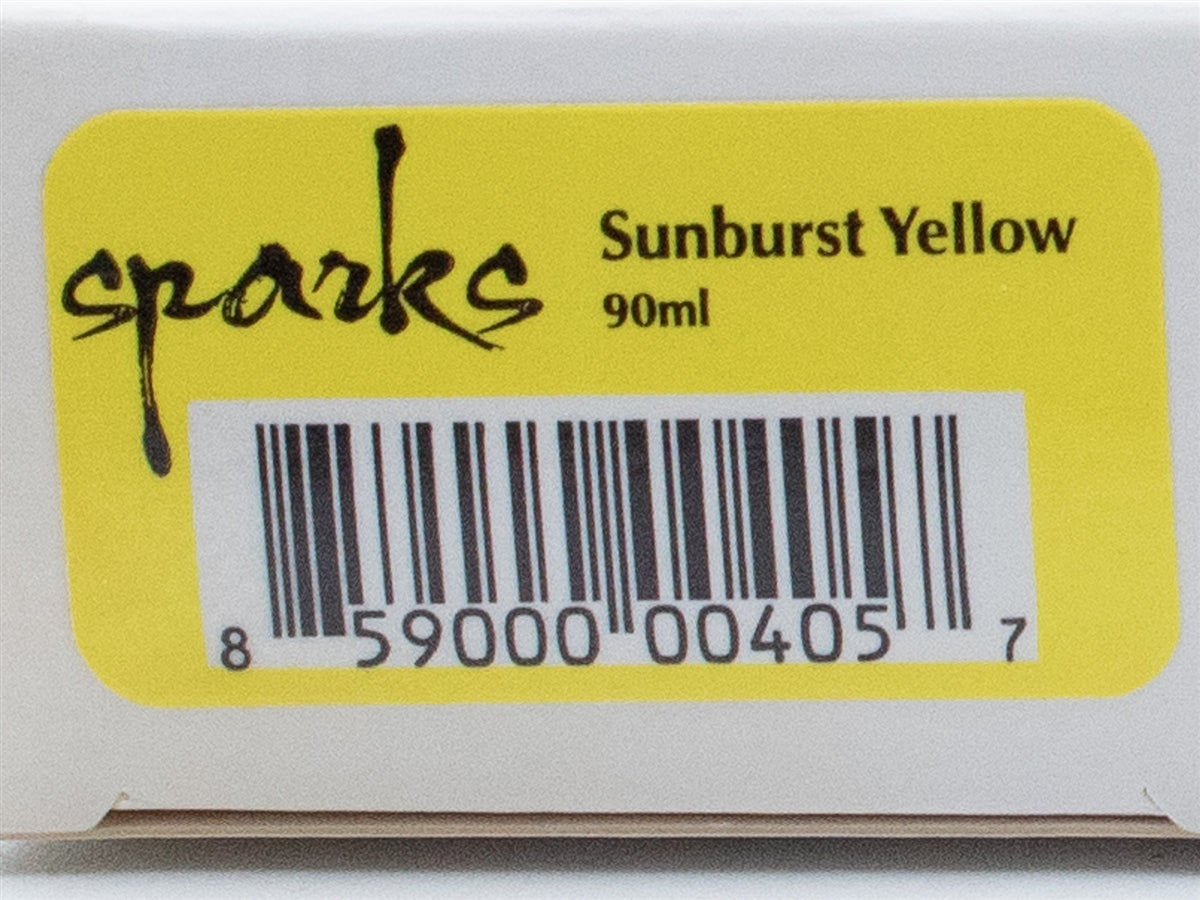 sparks
Sunburst Yellow
90ml
8 59000 00405 7